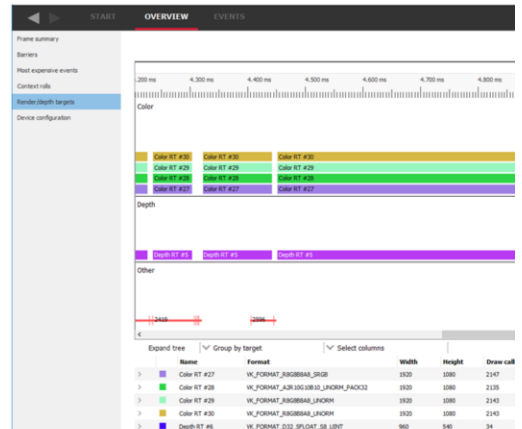 START OVERVIEW EVENTS
Frame summary
Barriers
Most expensive events
Context rolls
Render/depth targets
Device configuration
.200 ms 4.300 ms 4.400 ms 4.500 ms 4.600 ms 4.700 ms 4.800 ms
Color
Color RT #30 Color RT #30 Color RT #30
Color RT #29 Color RT #29 Color RT #29
Color RT #28 Color RT #28 Color RT #28
Color RT #27 Color RT #27 Color RT #27
Depth
Depth RT #5 Depth RT #5 Depth RT #5
Other
2419 2596
Expand tree Group by target Select columns
Name Format Width Height Draw call
Color RT #27 VK_FORMAT_R8G8B8A8_SRGB 1920 1080 2147
Color RT #28 VK_FORMAT_A2R10G10B10_UNORM_PACK32 1920 1080 2135
Color RT #29 VK_FORMAT_R8G8B8A8_UNORM 1920 1080 2143
Color RT #30 VK_FORMAT_R8G8B8A8_UNORM 1920 1080 2143
Depth RT #6 VK_FORMAT_D32_SFLOAT_S8_UINT 960 540 34